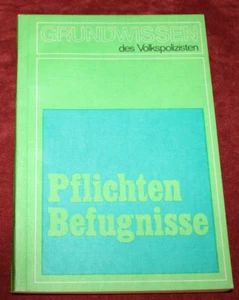 GRUNDWISSEN
des Volkspolizisten
Pflichten
Befugnisse